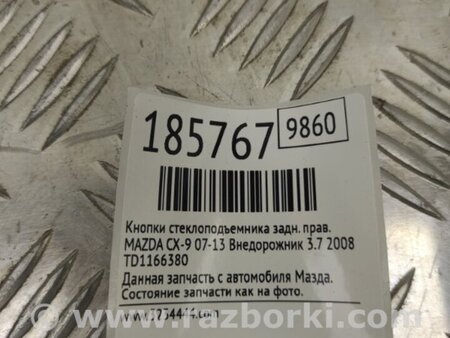 185767 9860
Кнопки стеклоподъемника задн. прав.
MAZDA CX-9 07-13 Внедорожник 3.7 2008
TD1166380
Данная запчасть с автомобиля Мазда.
Состояние запчасти как на фото.
www.razborki.com